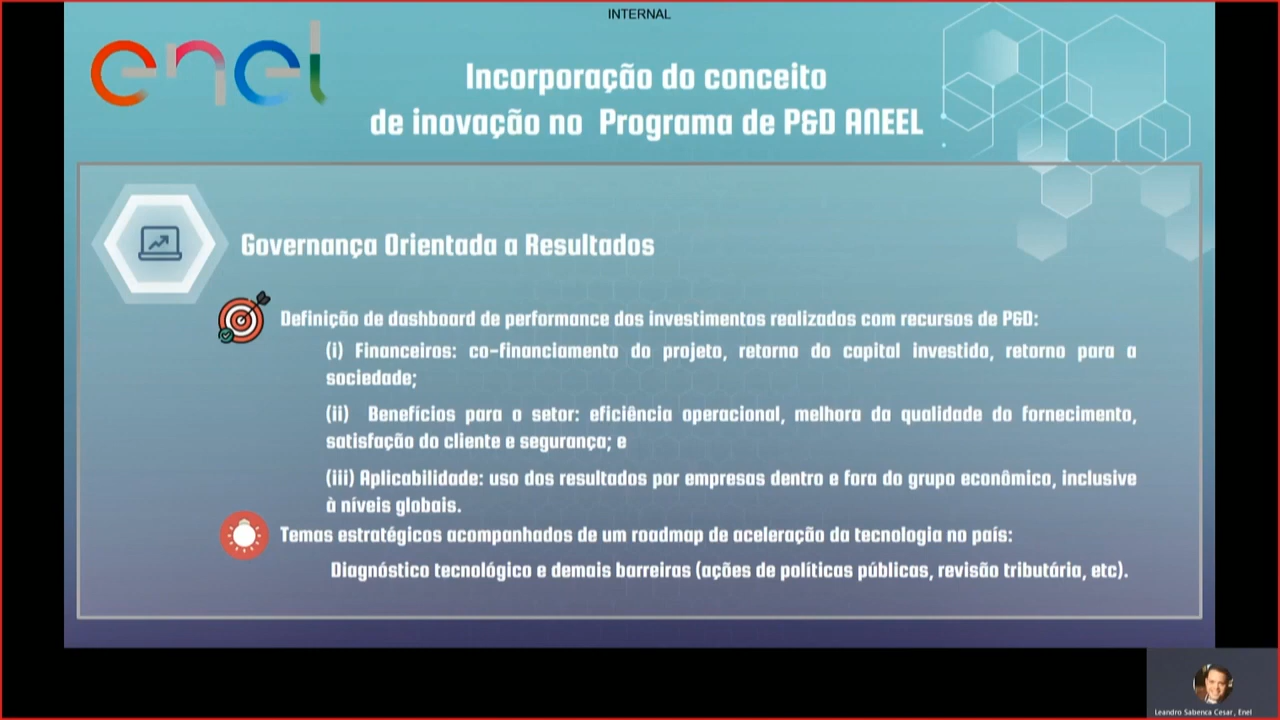 INTERNAL
enel
Incorporação do conceito
de inovação no Programa de P&D ANEEL
Governança Orientada a Resultados
Definição de dashboard de performance dos investimentos realizados com recursos de P&D:
(i) Financeiros: co-financiamento do projeto, retorno do capital investido, retorno para a
sociedade;
(ii) Benefícios para o setor: eficiência operacional, melhora da qualidade do fornecimento,
satisfação do cliente e segurança; e
(iii) Aplicabilidade: uso dos resultados por empresas dentro e fora do grupo econômico, inclusive
à níveis globais.
Temas estratégicos acompanhados de um roadmap de aceleração da tecnologia no país:
Diagnóstico tecnológico e demais barreiras (ações de políticas públicas, revisão tributária, etc).
Leandro Sabenca Cesar, Enel